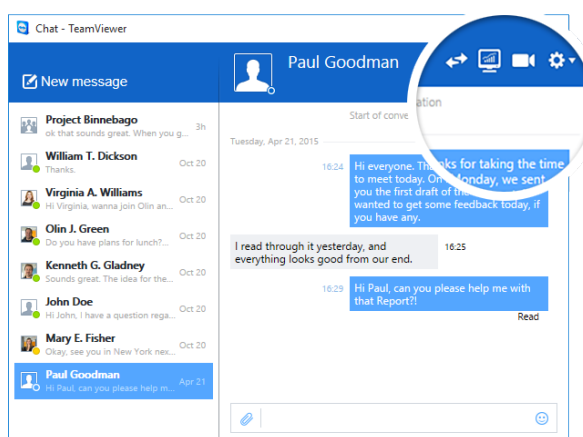 Chat - TeamViewer
New message
Paul Goodman
Project Binnebago
ok that sounds great. When you g...
3h
William T. Dickson
Thanks.
Oct 20
Virginia A. Williams
Hi Virginia, wanna join Olin an...
Oct 20
Olin J. Green
Do you have plans for lunch?...
Oct 20
Kenneth G. Gladney
Sounds great. The idea for the...
Oct 20
John Doe
Hi John, I have a question rega...
Oct 20
Mary E. Fisher
Okay, see you in New York nex...
Oct 20
Paul Goodman
Hi Paul, can you please help m...
Apr 21
ation
Start of conve
Tuesday, Apr 21, 2015
16:24
Hi everyone. Thanks for taking the time
to meet today. On Monday, we sent
you the first draft of the
wanted to get some feedback today, if
you have any.
I read through it yesterday, and
everything looks good from our end.
16:25
16:29
Hi Paul, can you please help me with
that Report?!
Read